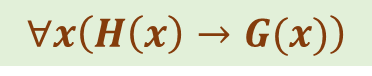 ∀x(H(x) → G(x))